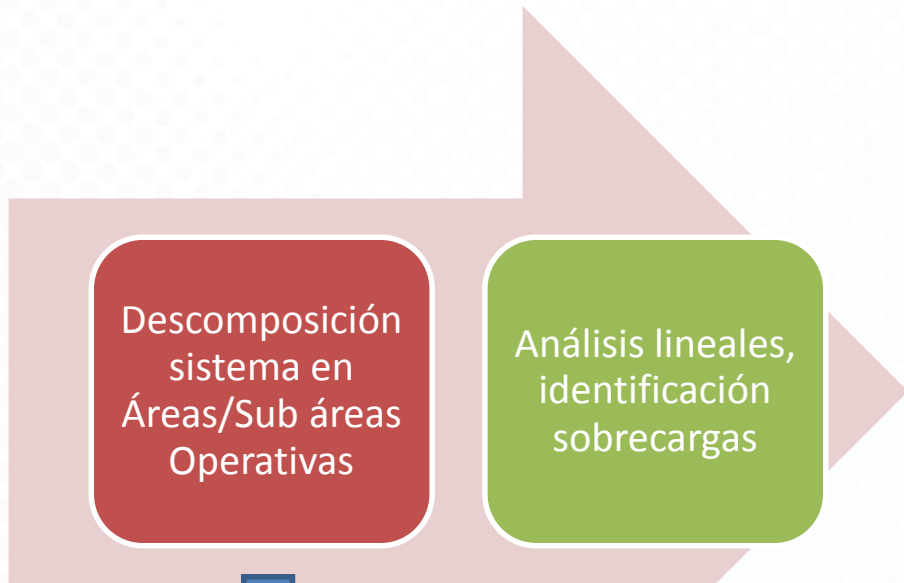 Descomposición
sistema en
Áreas/Sub áreas
Operativas
Análisis lineales,
identificación
sobrecargas